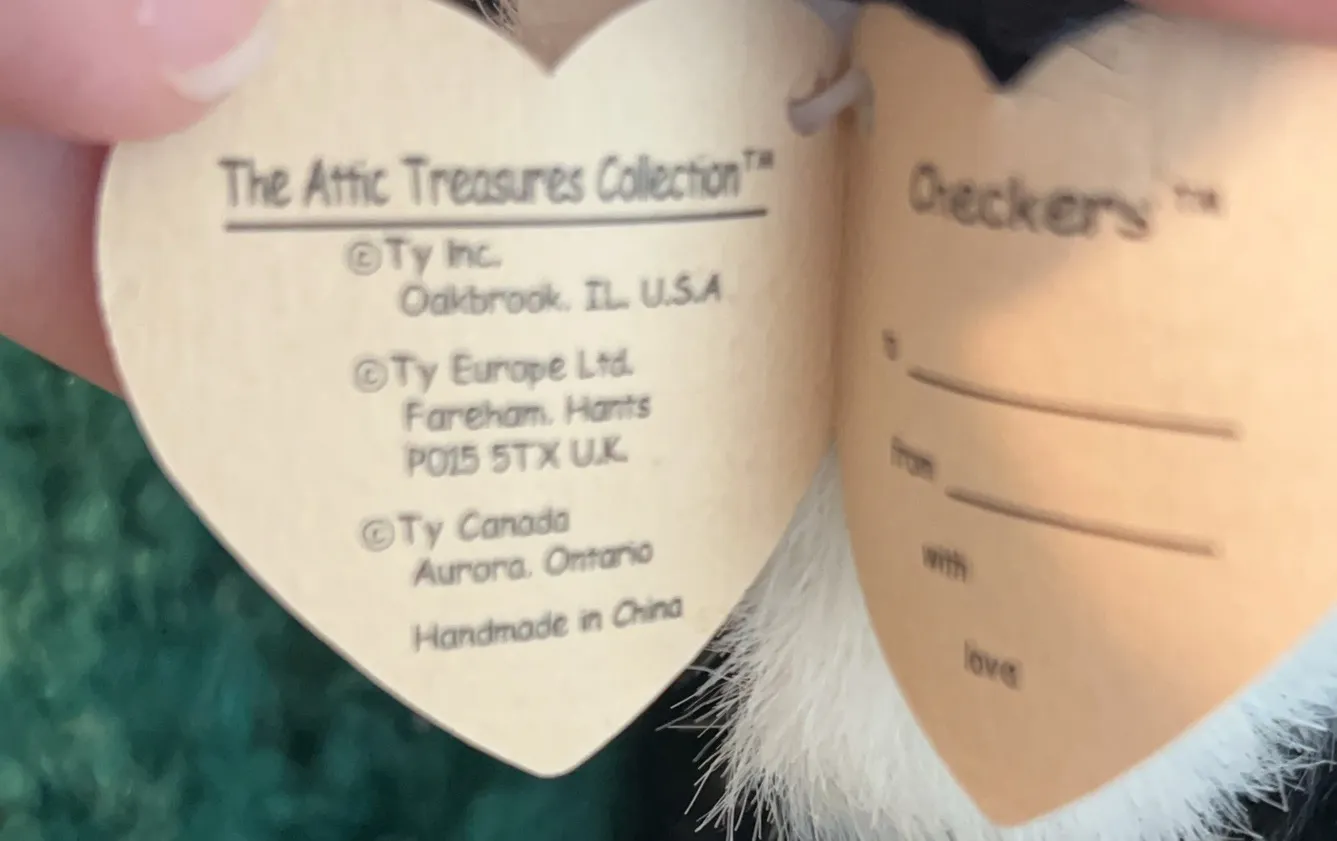 The Attic Treasures Collection™
©Ty Inc.
Oakbrook, IL. U.S.A
©Ty Europe Ltd.
Fareham, Hants
PO15 5TX U.K.
©Ty Canada
Aurora, Ontario
Handmade in China
Checkers™
to
from
with
love